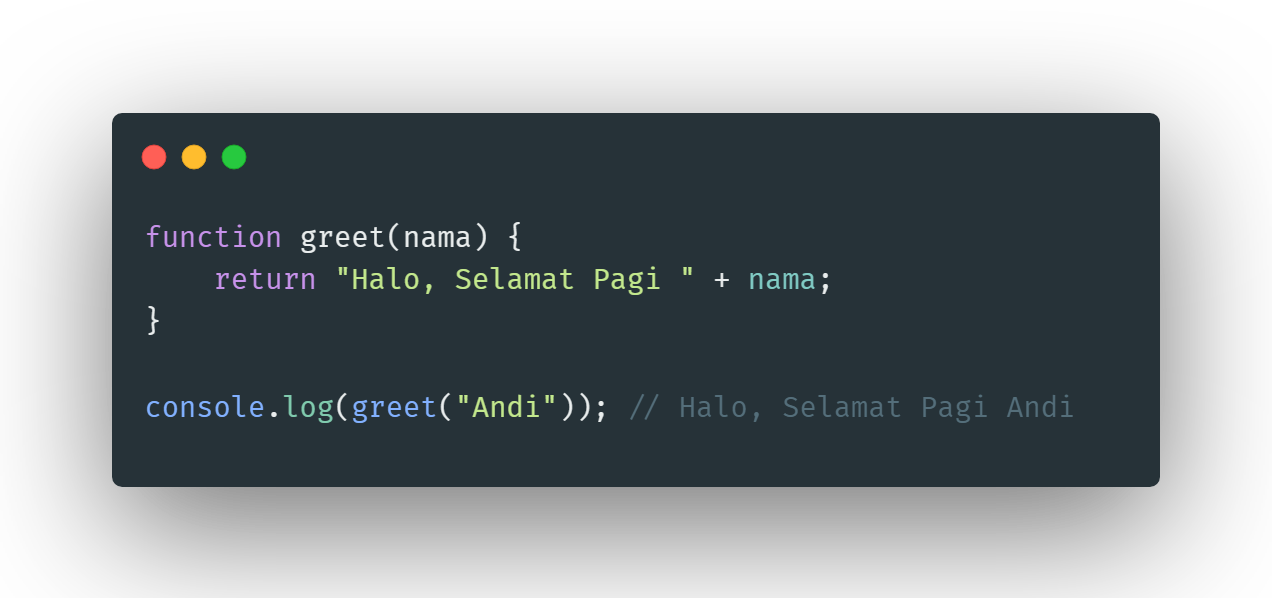 function greet(nama) {
    return "Halo, Selamat Pagi " + nama;
}
console.log(greet("Andi")); // Halo, Selamat Pagi Andi